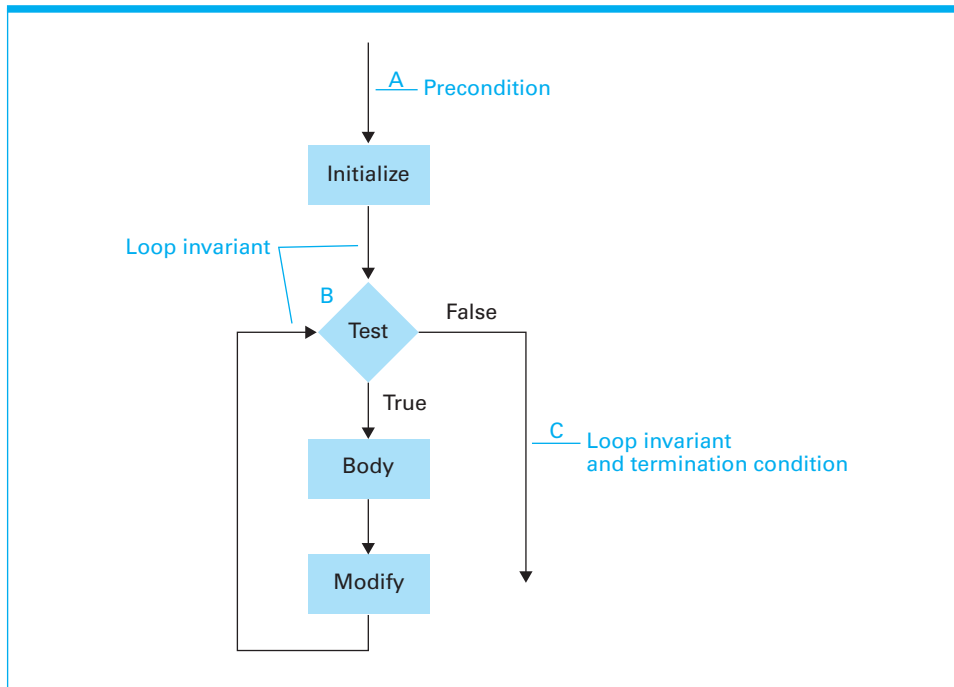 A
Precondition
Initialize
Loop invariant
B
Test
False
True
C
Loop invariant
and termination condition
Body
Modify